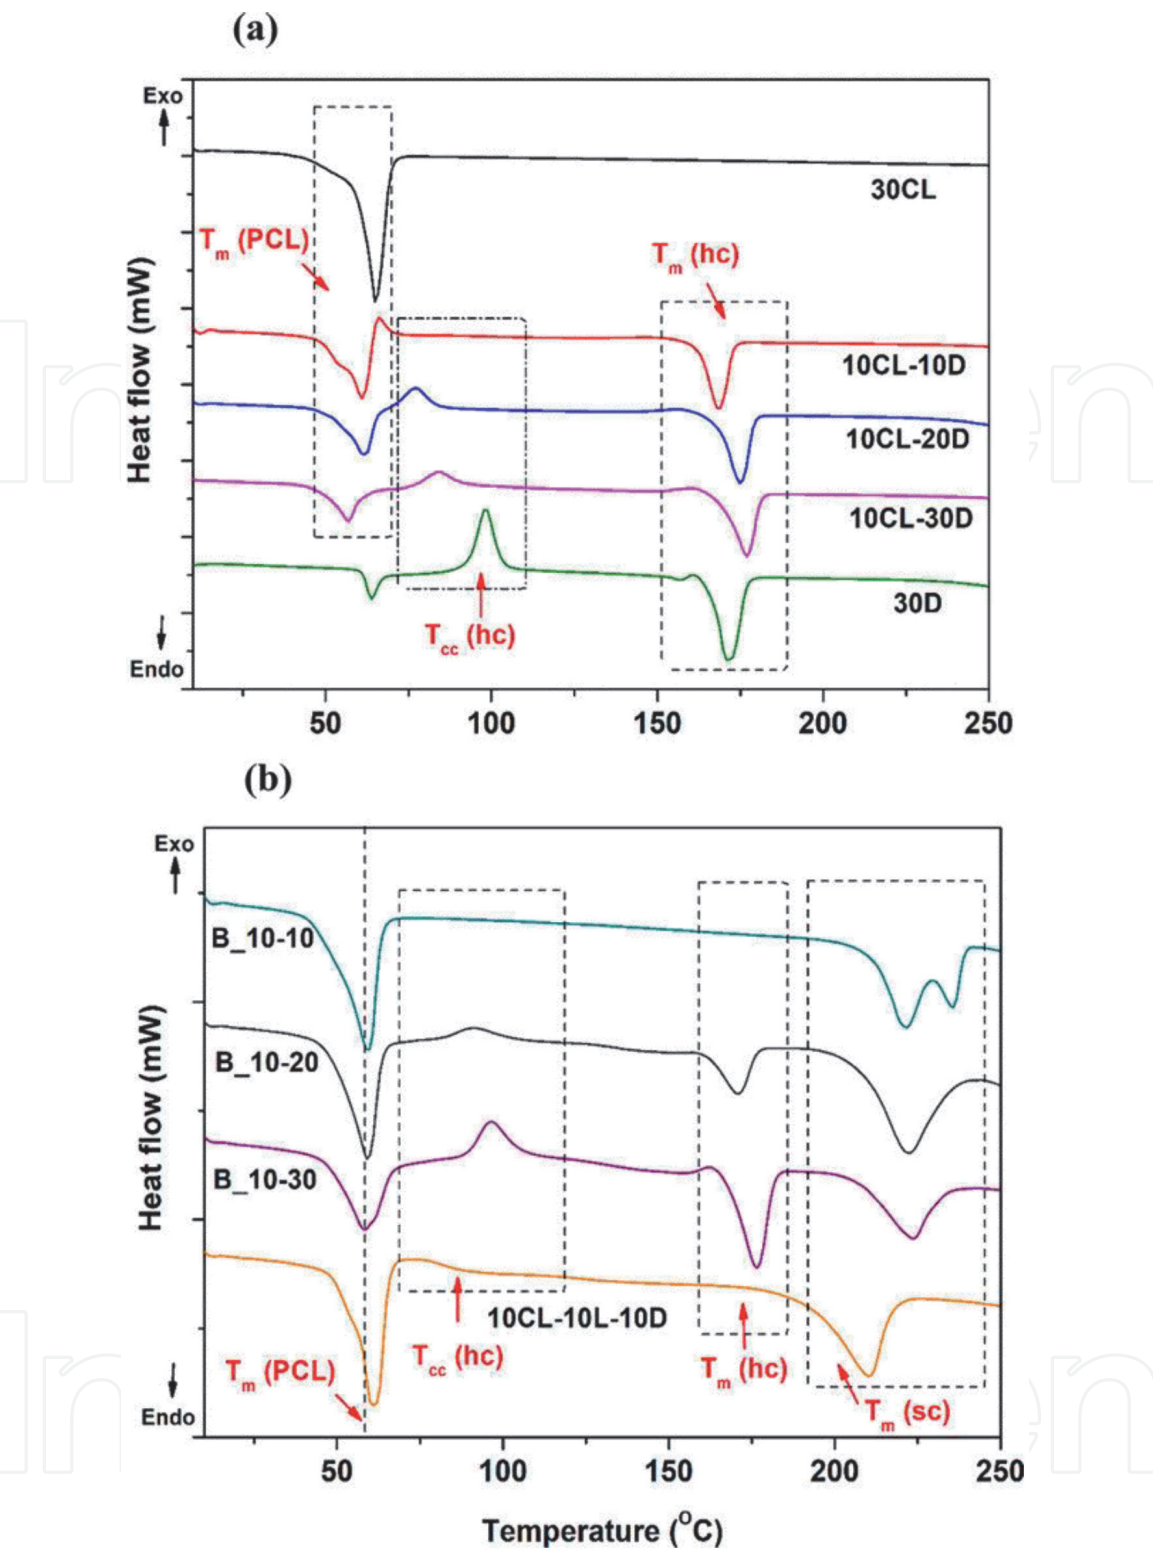 (a)
Exo
30CL
Tm (PCL)
Tm (hc)
10CL-10D
10CL-20D
10CL-30D
30D
Tcc (hc)
Heat flow (mW)
Endo
50 100 150 200 250
(b)
Exo
B_10-10
B_10-20
B_10-30
10CL-10L-10D
Tcc (hc)
Tm (PCL)
Tm (hc)
Tm (sc)
Heat flow (mW)
Endo
50 100 150 200 250
Temperature (°C)